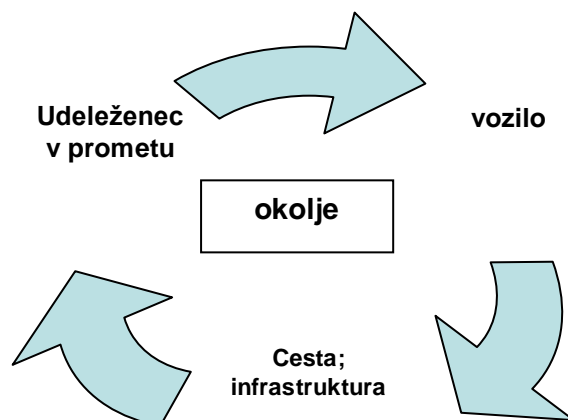 Udeleženec
v prometu
vozilo
okolje
Cesta;
infrastruktura